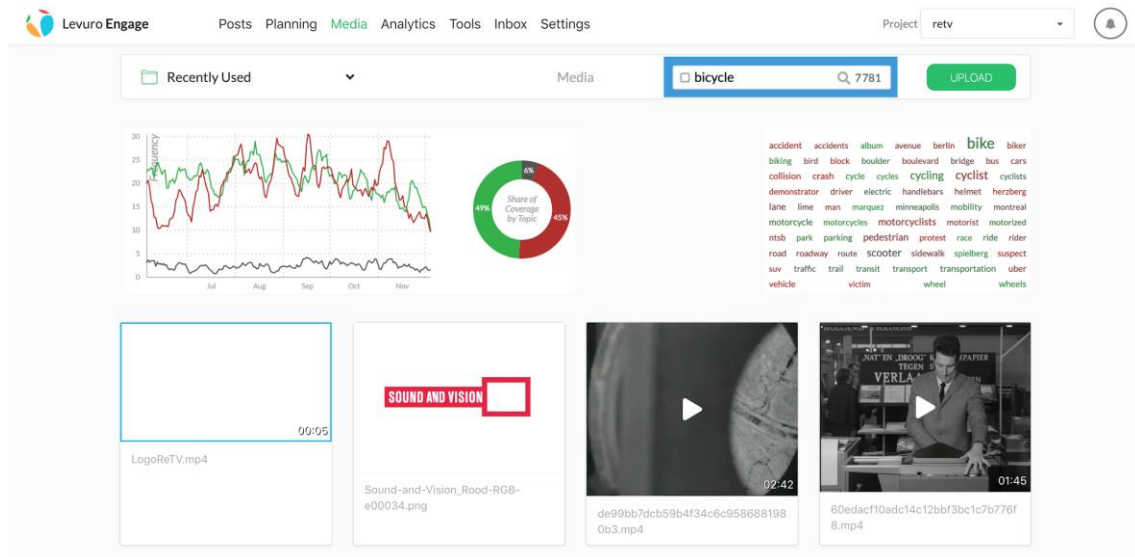 Levuro Engage
Posts Planning Media Analytics Tools Inbox Settings
Project retv
Recently Used
Media
bicycle
7781
UPLOAD
Frequency
30
25
20
15
10
5
0
Jul Aug Sep Oct Nov
6%
49%
45%
Share of
Coverage
by Topic
accident accidents album avenue berlin bike biker
biking bird block boulder boulevard bridge bus cars
collision crash cycle cycles cycling cyclist cyclists
demonstrator driver electric handlebars helmet herzberg
lane lime man marquez minneapolis mobility montreal
motorcycle motorcycles motorcyclists motorist motorized
ntsb park parking pedestrian protest race ride rider
road roadway route scooter sidewalk spielberg suspect
suv traffic trail transit transport transportation uber
vehicle victim wheel wheels
00:05
LogoReTV.mp4
SOUND AND VISION
Sound-and-Vision_Rood-RGB-
e00034.png
02:42
de99bb7dcb59b4f34c6c958688198
0b3.mp4
„NAT" EN „DROOG"
TEGEN
VERLA
01:45
60edacf10adc14c12bbf3bc1c7b776f
8.mp4